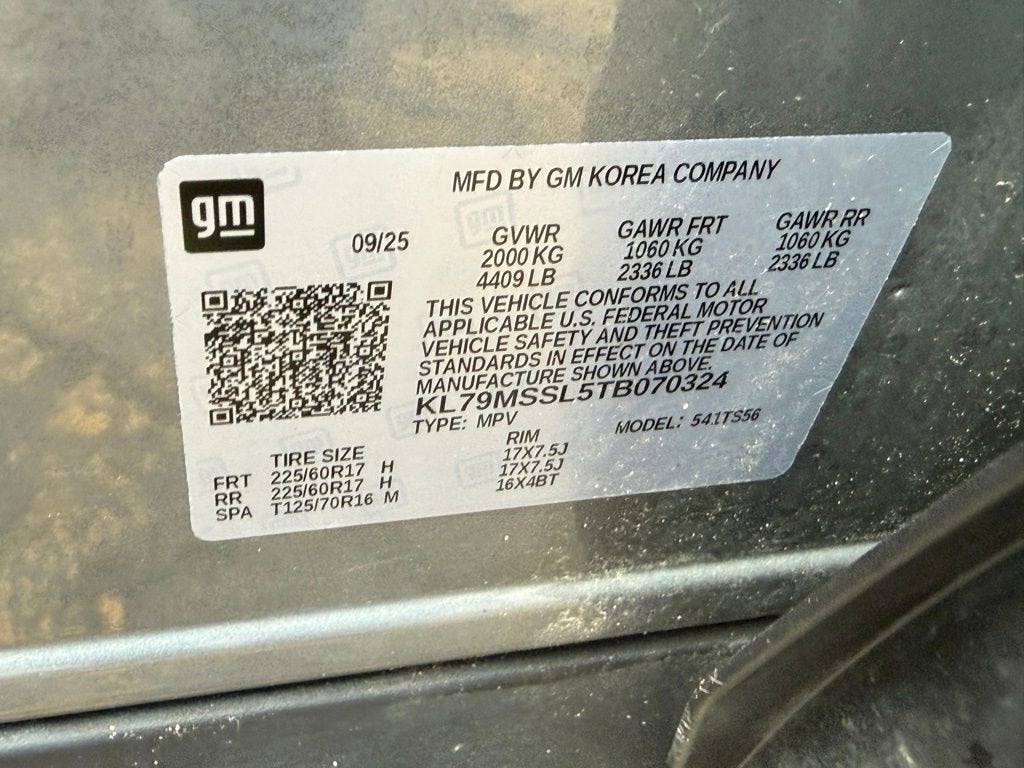 gm
MFD BY GM KOREA COMPANY
09/25
GVWR GAWR FRT GAWR RR
2000 KG 1060 KG 1060 KG
4409 LB 2336 LB 2336 LB
THIS VEHICLE CONFORMS TO ALL
APPLICABLE U.S. FEDERAL MOTOR
VEHICLE SAFETY AND THEFT PREVENTION
STANDARDS IN EFFECT ON THE DATE OF
MANUFACTURE SHOWN ABOVE.
KL79MSSL5TB070324
TYPE: MPV MODEL: 541TS56
TIRE SIZE RIM
FRT 225/60R17 H 17X7.5J
RR 225/60R17 H 17X7.5J
SPA T125/70R16 M 16X4BT